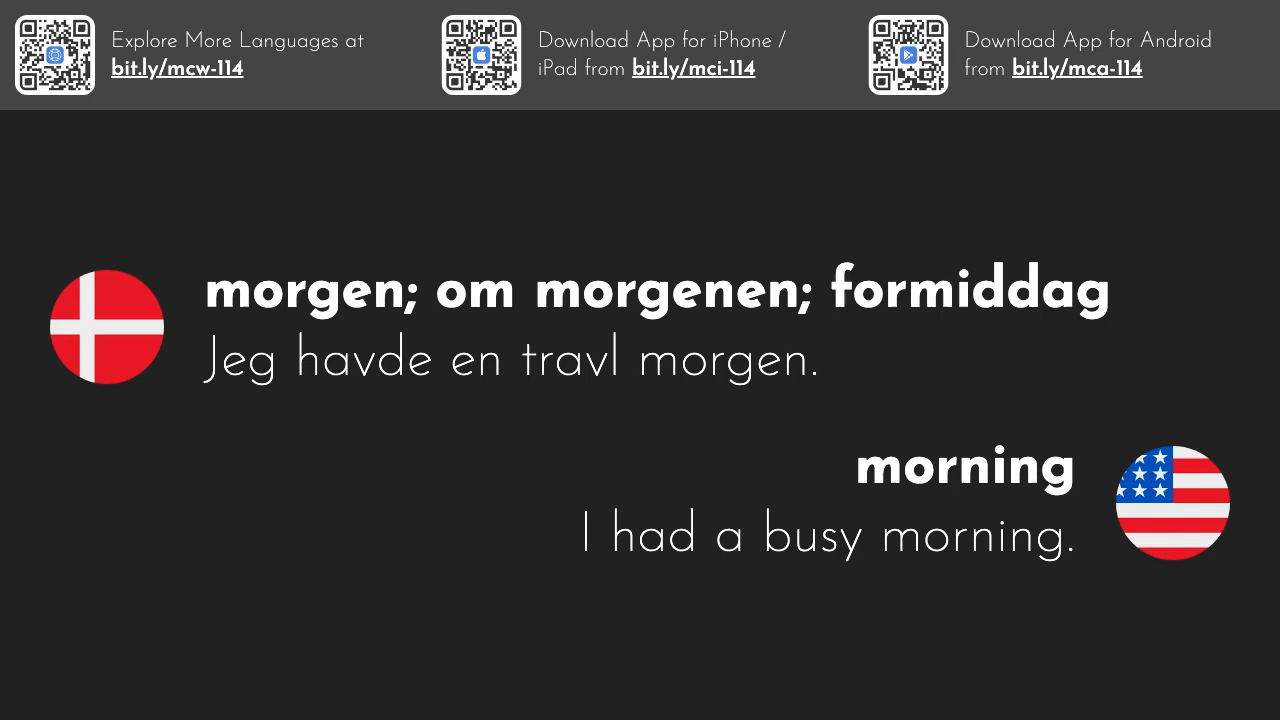 Explore More Languages at
bit.ly/mcw-114
Download App for iPhone /
iPad from bit.ly/mci-114
Download App for Android
from bit.ly/mca-114
morgen; om morgenen; formiddag
Jeg havde en travl morgen.
morning
I had a busy morning.